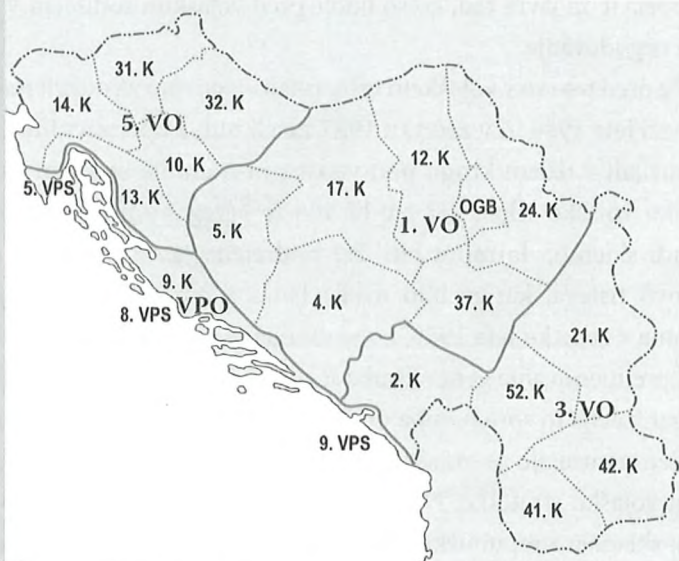 31. K
14. K
32. K
5. VO
12. K
10. K
17. K
5. VPS
13. K
OGB
24. K
5. K
1. VO
9. K
VPO
4. K
37. K
8. VPS
21. K
2. K
52. K
3. VO
9. VPS
42. K
41. K